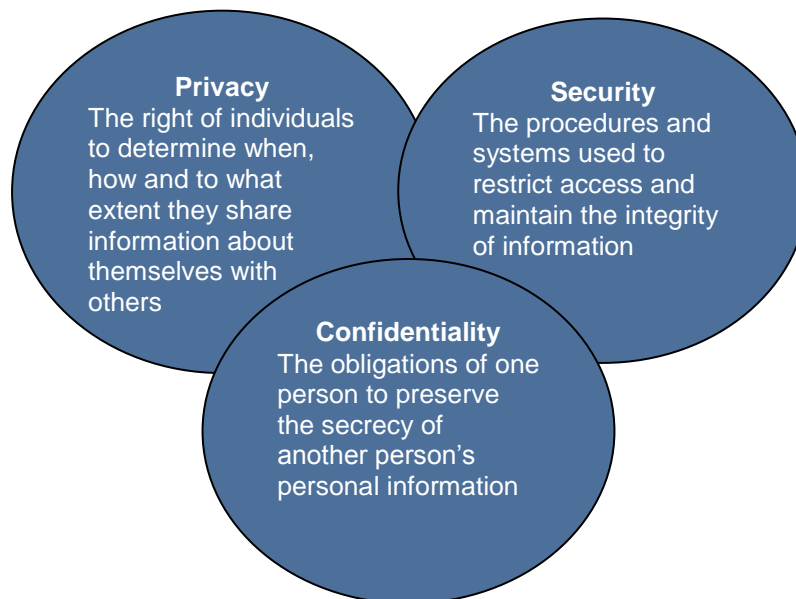 Privacy
The right of individuals
to determine when,
how and to what
extent they share
information about
themselves with
others
Security
The procedures and
systems used to
restrict access and
maintain the integrity
of information
Confidentiality
The obligations of one
person to preserve
the secrecy of
another person’s
personal information